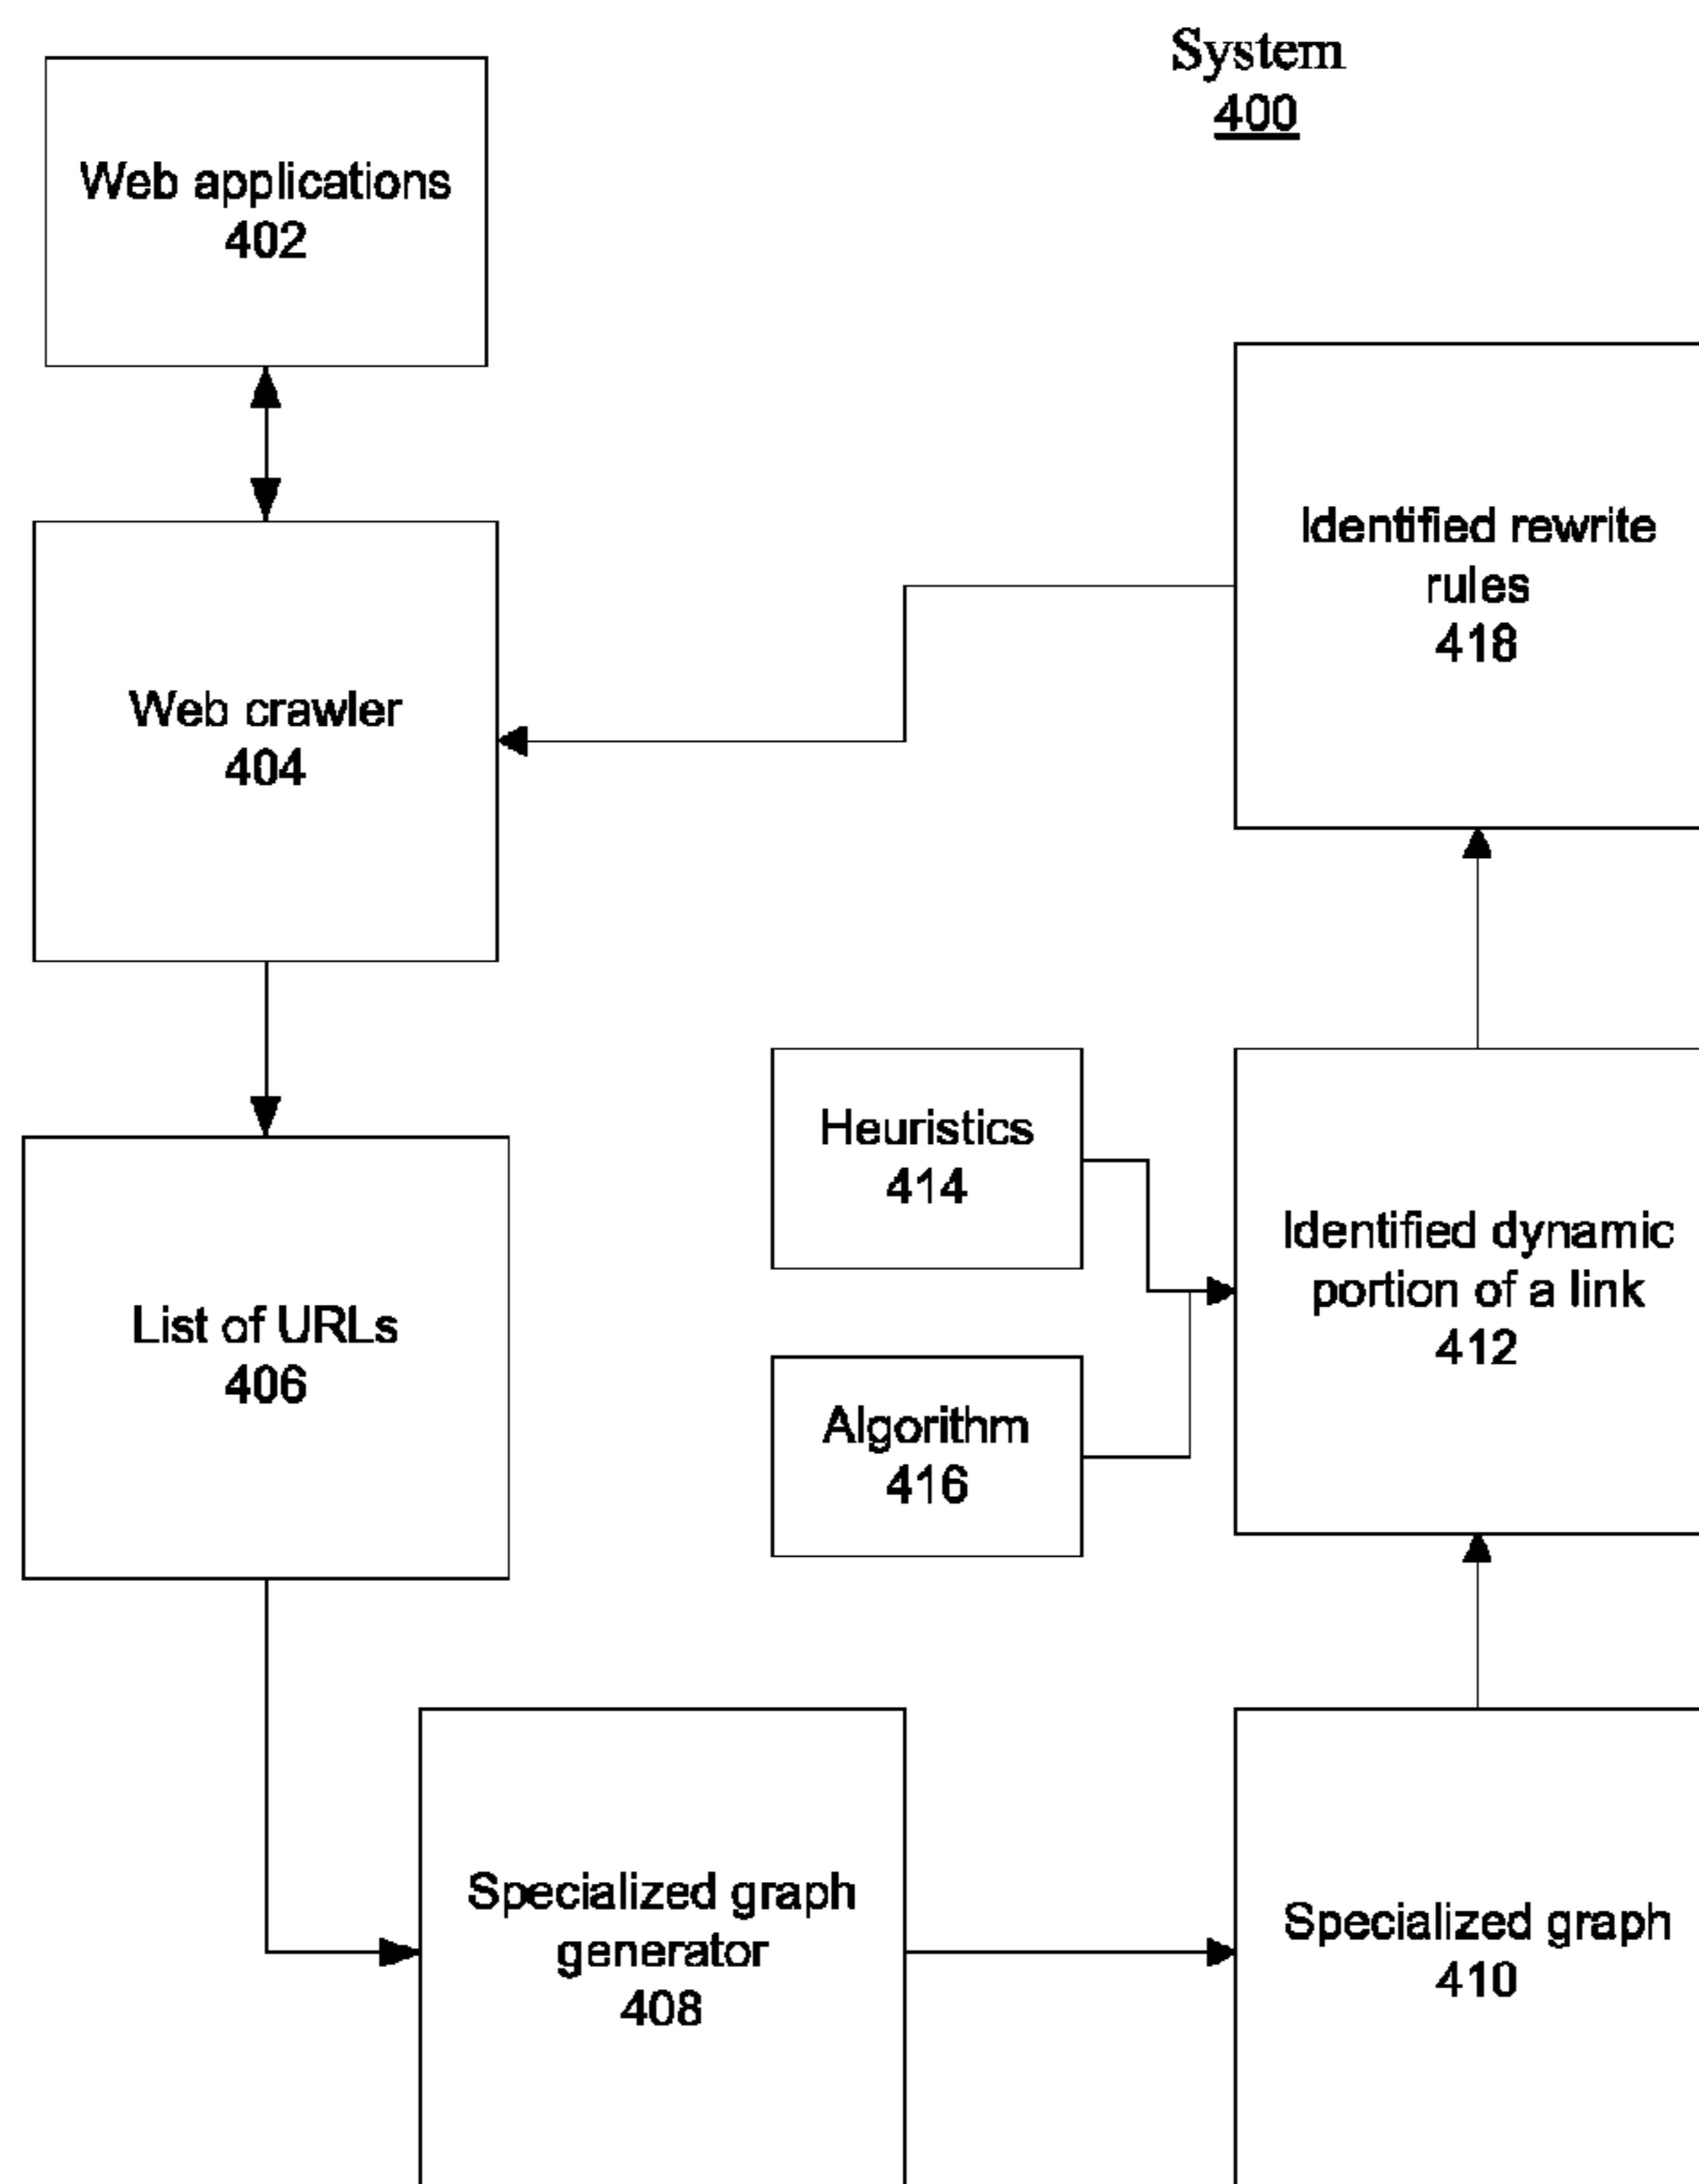 System
400
Web applications
402
Identified rewrite
rules
418
Web crawler
404
Heuristics
414
Identified dynamic
portion of a link
412
List of URLs
406
Algorithm
416
Specialized graph
generator
408
Specialized graph
410